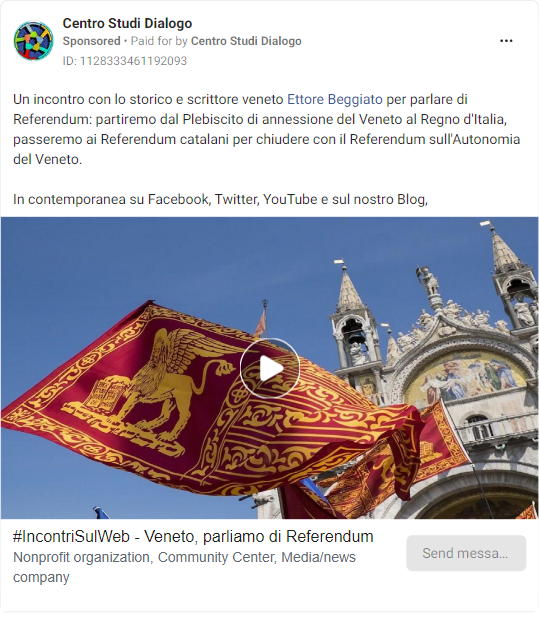 Centro Studi Dialogo
Sponsored • Paid for by Centro Studi Dialogo
ID: 1128333461192093
Un incontro con lo storico e scrittore veneto Ettore Beggiato per parlare di
Referendum: partiremo dal Plebiscito di annessione del Veneto al Regno d'Italia,
passeremo ai Referendum catalani per chiudere con il Referendum sull'Autonomia
del Veneto.
In contemporanea su Facebook, Twitter, YouTube e sul nostro Blog,
#IncontriSulWeb - Veneto, parliamo di Referendum
Nonprofit organization, Community Center, Media/news
company
Send messa...